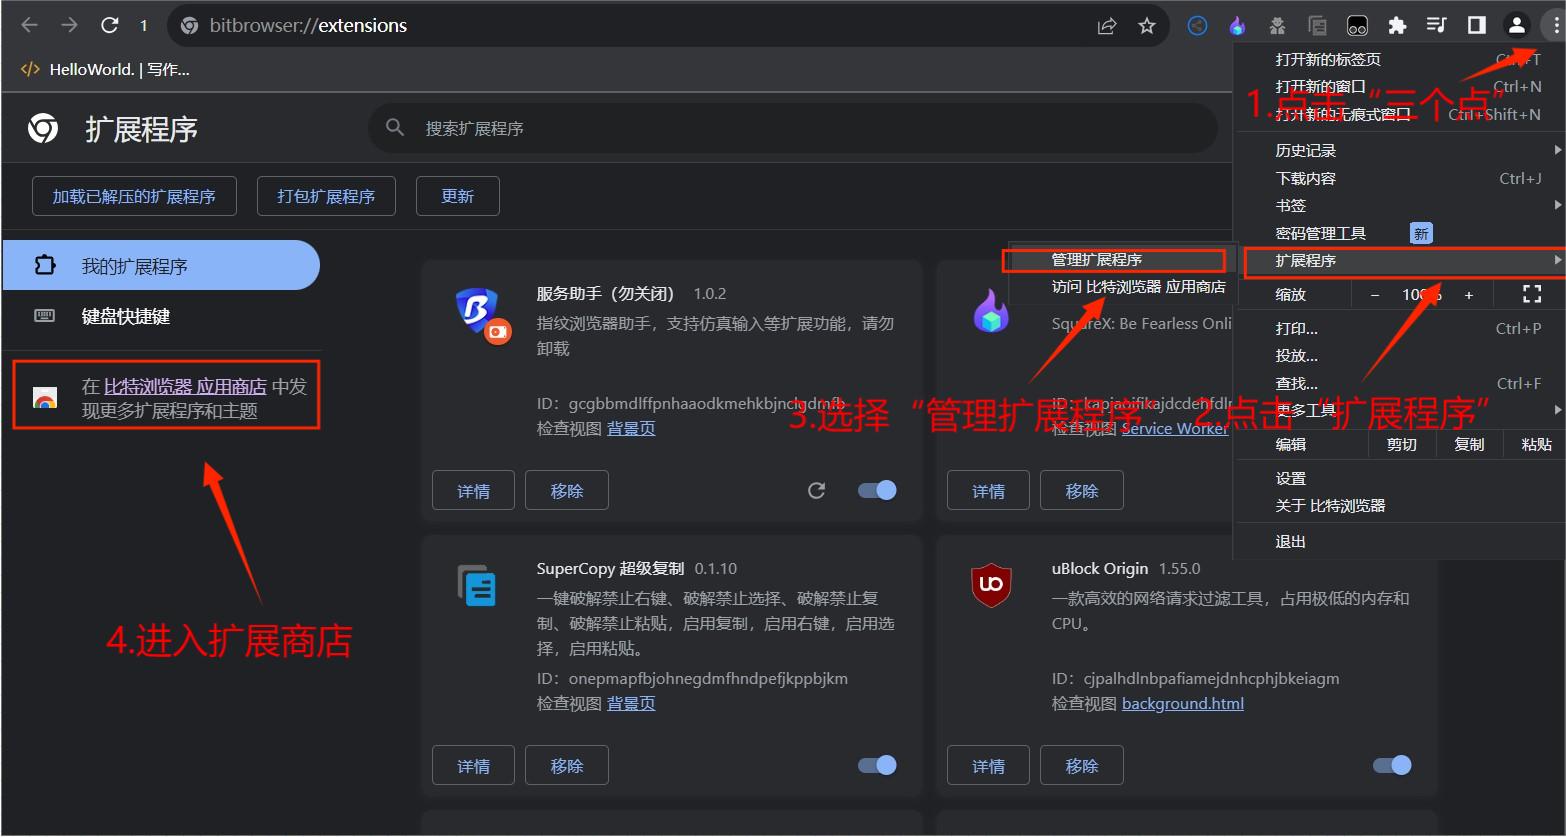 1
bitbrowser://extensions
HelloWorld. | 写作...
扩展程序
搜索扩展程序
加载已解压的扩展程序
打包扩展程序
更新
我的扩展程序
键盘快捷键
在 比特浏览器 应用商店 中发
现更多扩展程序和主题
4.进入扩展商店
服务助手（勿关闭） 1.0.2
指纹浏览器助手，支持仿真输入等扩展功能，请勿
卸载
ID：gcgbbmdlffpnhaaodkmehkbjncigdmfh
检查视图 背景页
详情
移除
SquareX: Be Fearless Onli
检查视图 Service Worker
详情
移除
SuperCopy 超级复制 0.1.10
一键破解禁止右键、破解禁止选择、破解禁止复
制、破解禁止粘贴，启用复制，启用右键，启用选
择，启用粘贴。
ID：onepmapfbjohnegdmfhndpefjkppbjkm
检查视图 背景页
详情
移除
uBlock Origin 1.55.0
一款高效的网络请求过滤工具，占用极低的内存和
CPU。
ID：cjpalhdlnbpafiamejdnhcphjbkeiagm
检查视图 background.html
详情
移除
打开新的标签页 Ctrl+T
打开新的窗口 Ctrl+N
打开新的无痕式窗口 Ctrl+Shift+N
1.点击“三个点”
历史记录
下载内容 Ctrl+J
书签
密码管理工具 新
扩展程序
管理扩展程序
访问 比特浏览器 应用商店
缩放 − 100% +
打印... Ctrl+P
投放...
查找... Ctrl+F
更多工具
2.点击“扩展程序”
3.选择“管理扩展程序”
编辑 剪切 复制 粘贴
设置
关于 比特浏览器
退出